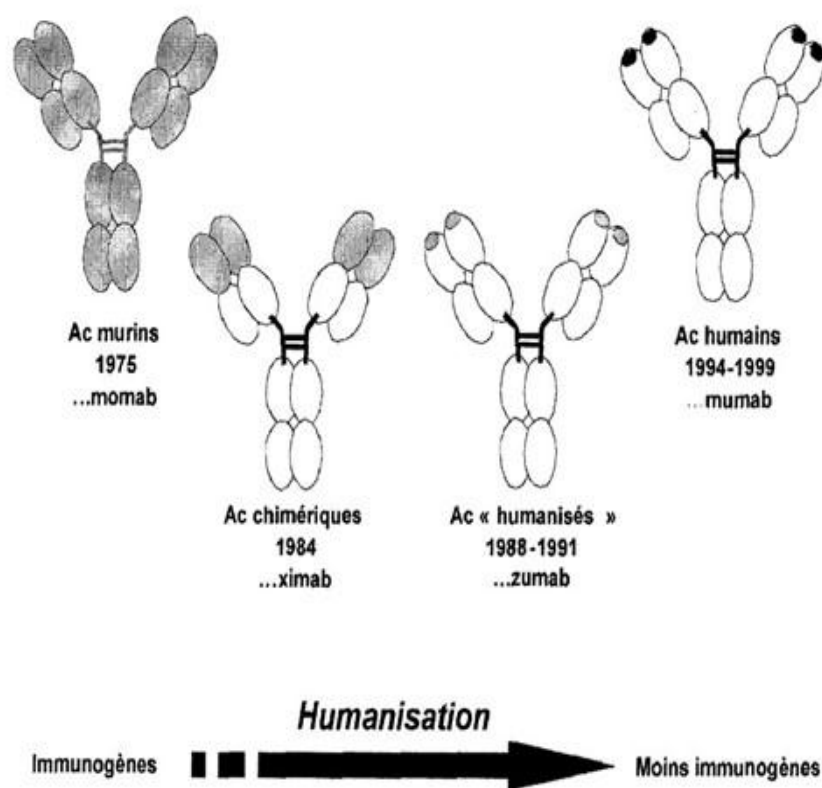 Ac murins
1975
...momab
Ac chimériques
1984
...ximab
Ac « humanisés »
1988-1991
...zumab
Ac humains
1994-1999
...mumab
Humanisation
Immunogènes
Moins immunogènes